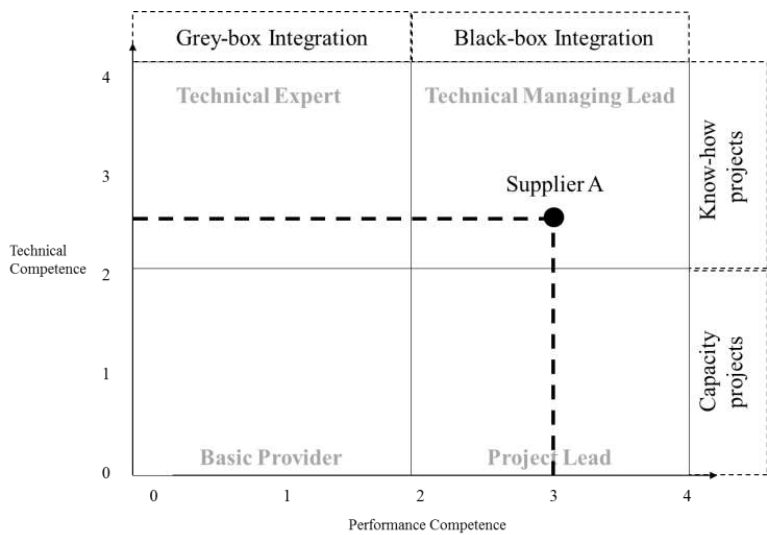 Grey-box Integration
Black-box Integration
4
Technical Expert
Technical Managing Lead
Know-how
projects
3
Supplier A
Technical
Competence
2
1
Capacity
projects
0
Basic Provider
Project Lead
0
1
2
3
4
Performance Competence